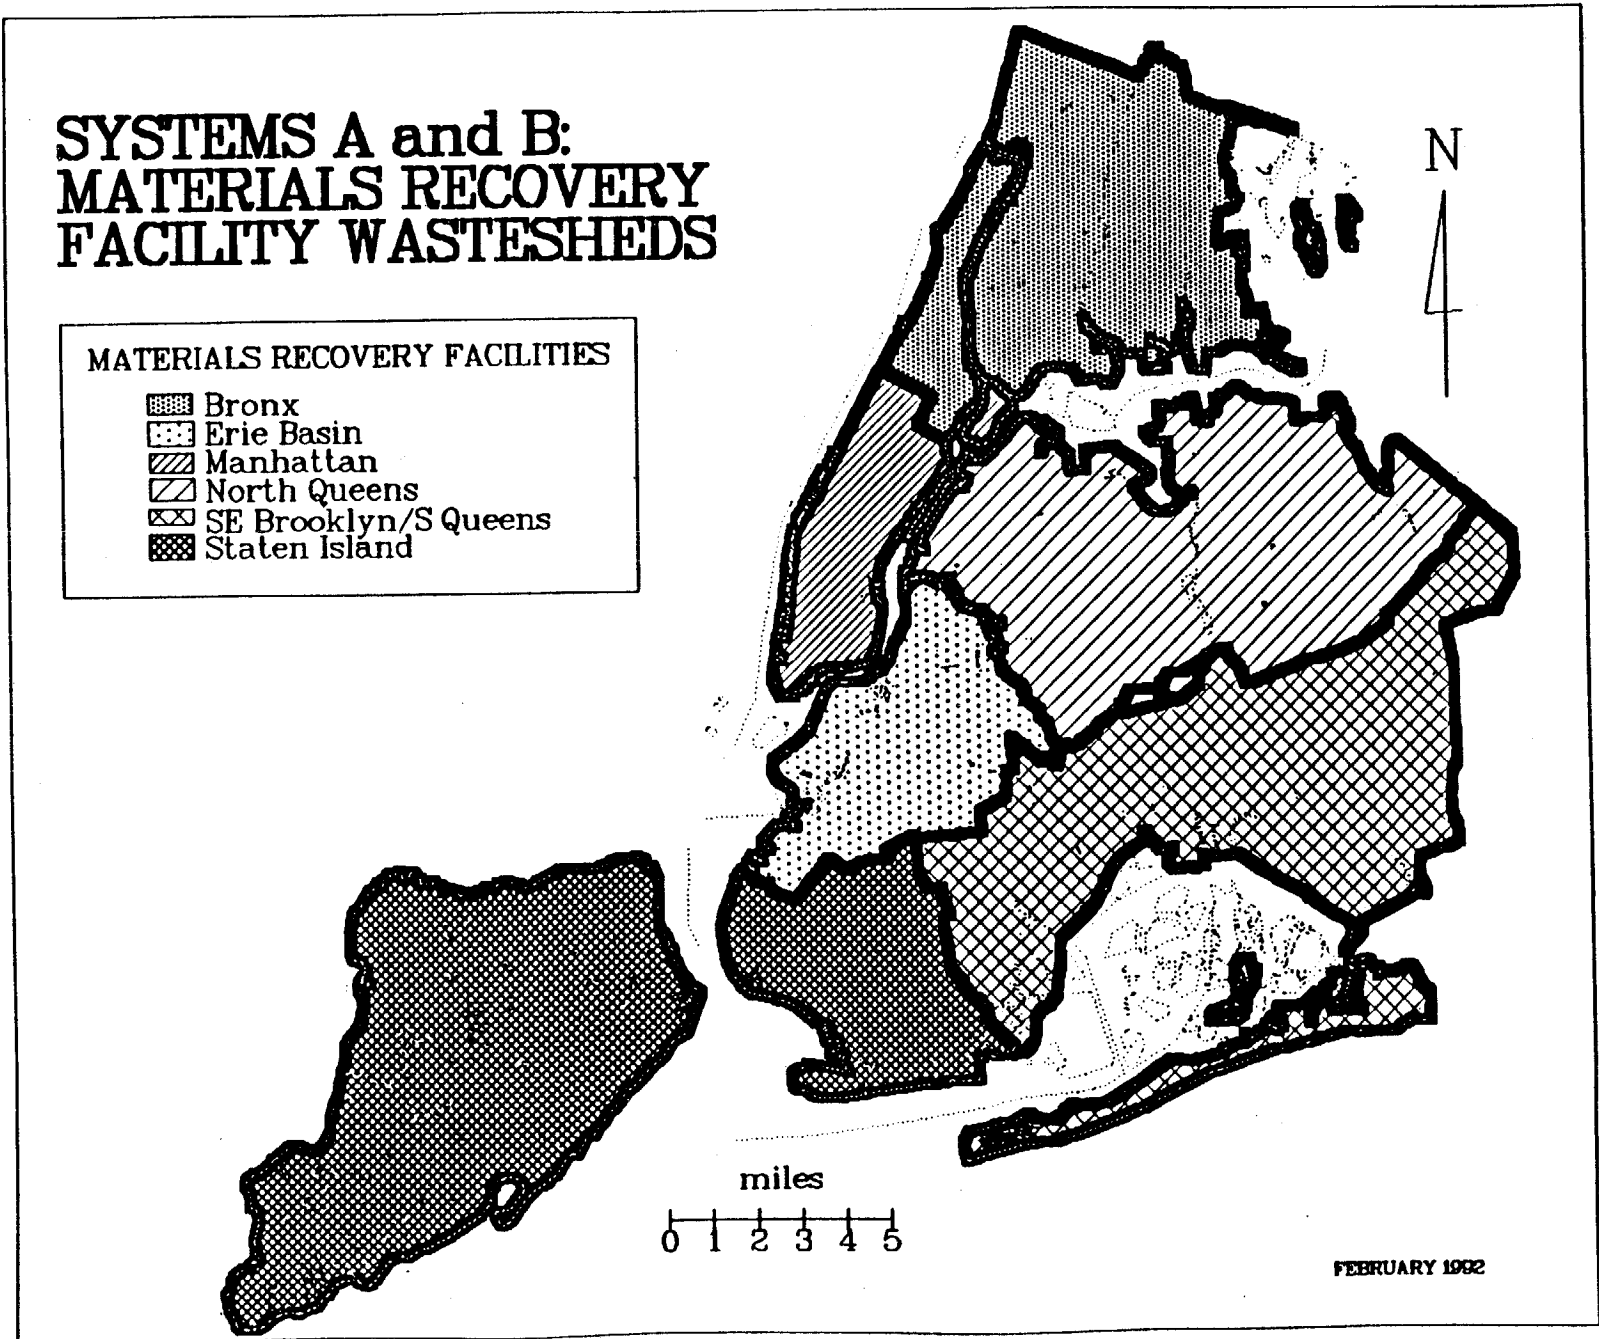 SYSTEMS A and B:
MATERIALS RECOVERY
FACILITY WASTESHEDS
N
MATERIALS RECOVERY FACILITIES
Bronx
Erie Basin
Manhattan
North Queens
SE Brooklyn/S Queens
Staten Island
miles
0 1 2 3 4 5
FEBRUARY 1992